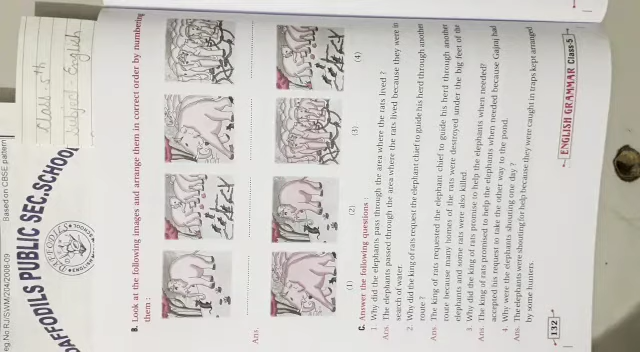 eg No RJ/SWM/2/4/2008-09
Based on CBSE pattern
DAFFODILS PUBLIC SEC.SCHOOL
Class - 5th
Subject - English
B. Look at the following images and arrange them in correct order by numbering
them :
Ans.
(1) (2) (3) (4)
C. Answer the following questions :
1. Why did the elephants pass through the area where the rats lived ?
Ans. The elephants passed through the area where the rats lived because they were in
search of water.
2. Why did the king of rats request the elephant chief to guide his herd through another
route ?
Ans. The king of rats requested the elephant chief to guide his herd through another
route because many homes of the rats were destroyed under the big feet of the
elephants and some rats were also killed.
3. Why did the king of rats promise to help the elephants when needed?
Ans. The king of rats promised to help the elephants when needed because Gajraj had
accepted his request to take the other way to the pond.
4. Why were the elephants shouting one day ?
Ans. The elephants were shouting for help because they were caught in traps kept arranged
by some hunters.
132
ENGLISH GRAMMAR Class-5